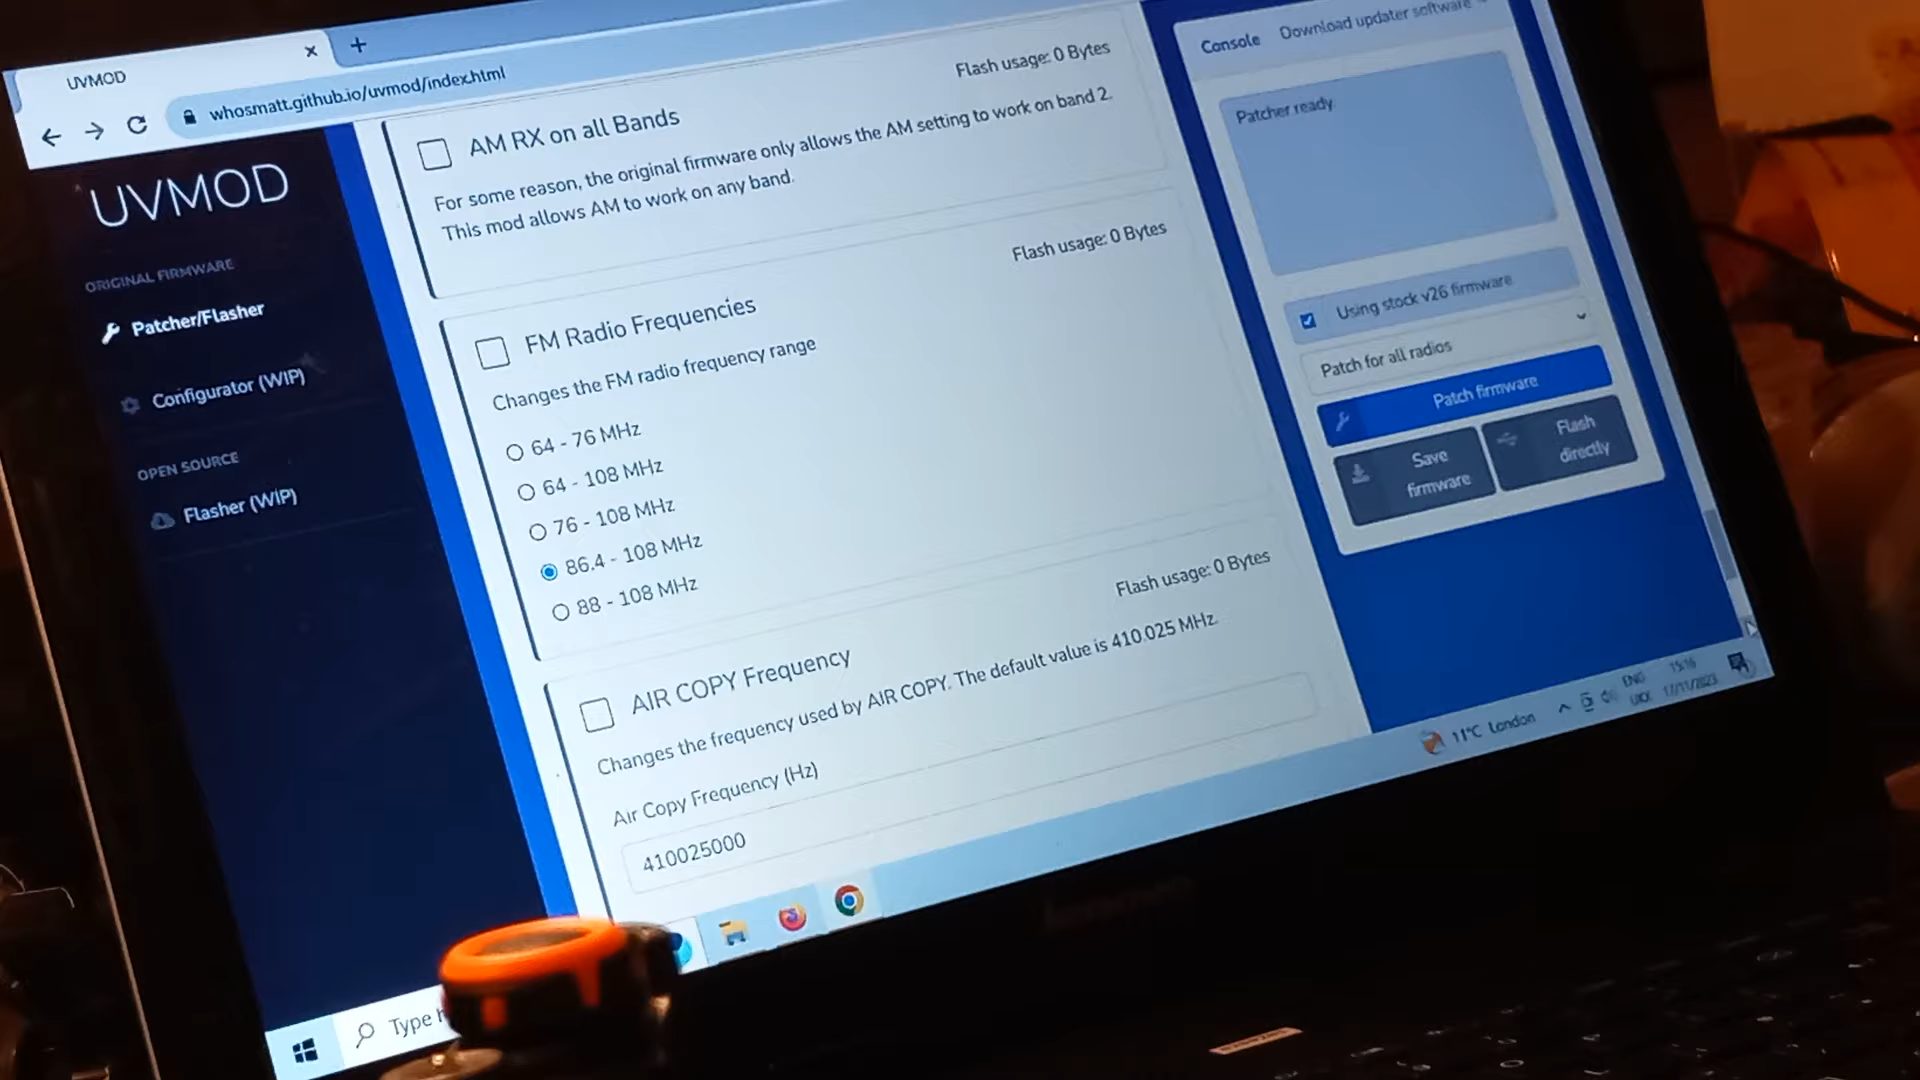 UVMOD
whosmatt.github.io/uvmod/index.html
UVMOD
ORIGINAL FIRMWARE
Patcher/Flasher
Configurator (WIP)
OPEN SOURCE
Flasher (WIP)
Flash usage: 0 Bytes
AM RX on all Bands
For some reason, the original firmware only allows the AM setting to work on band 2.
This mod allows AM to work on any band.
Flash usage: 0 Bytes
FM Radio Frequencies
Changes the FM radio frequency range
64 - 76 MHz
64 - 108 MHz
76 - 108 MHz
86.4 - 108 MHz
88 - 108 MHz
Flash usage: 0 Bytes
AIR COPY Frequency
Changes the frequency used by AIR COPY. The default value is 410.025 MHz.
Air Copy Frequency (Hz)
410025000
Console Download updater software
Patcher ready.
Using stock v26 firmware
Patch for all radios
Patch firmware
Save
firmware
Flash
directly
Type
11°C London
ENG
15:16
17/11/2023